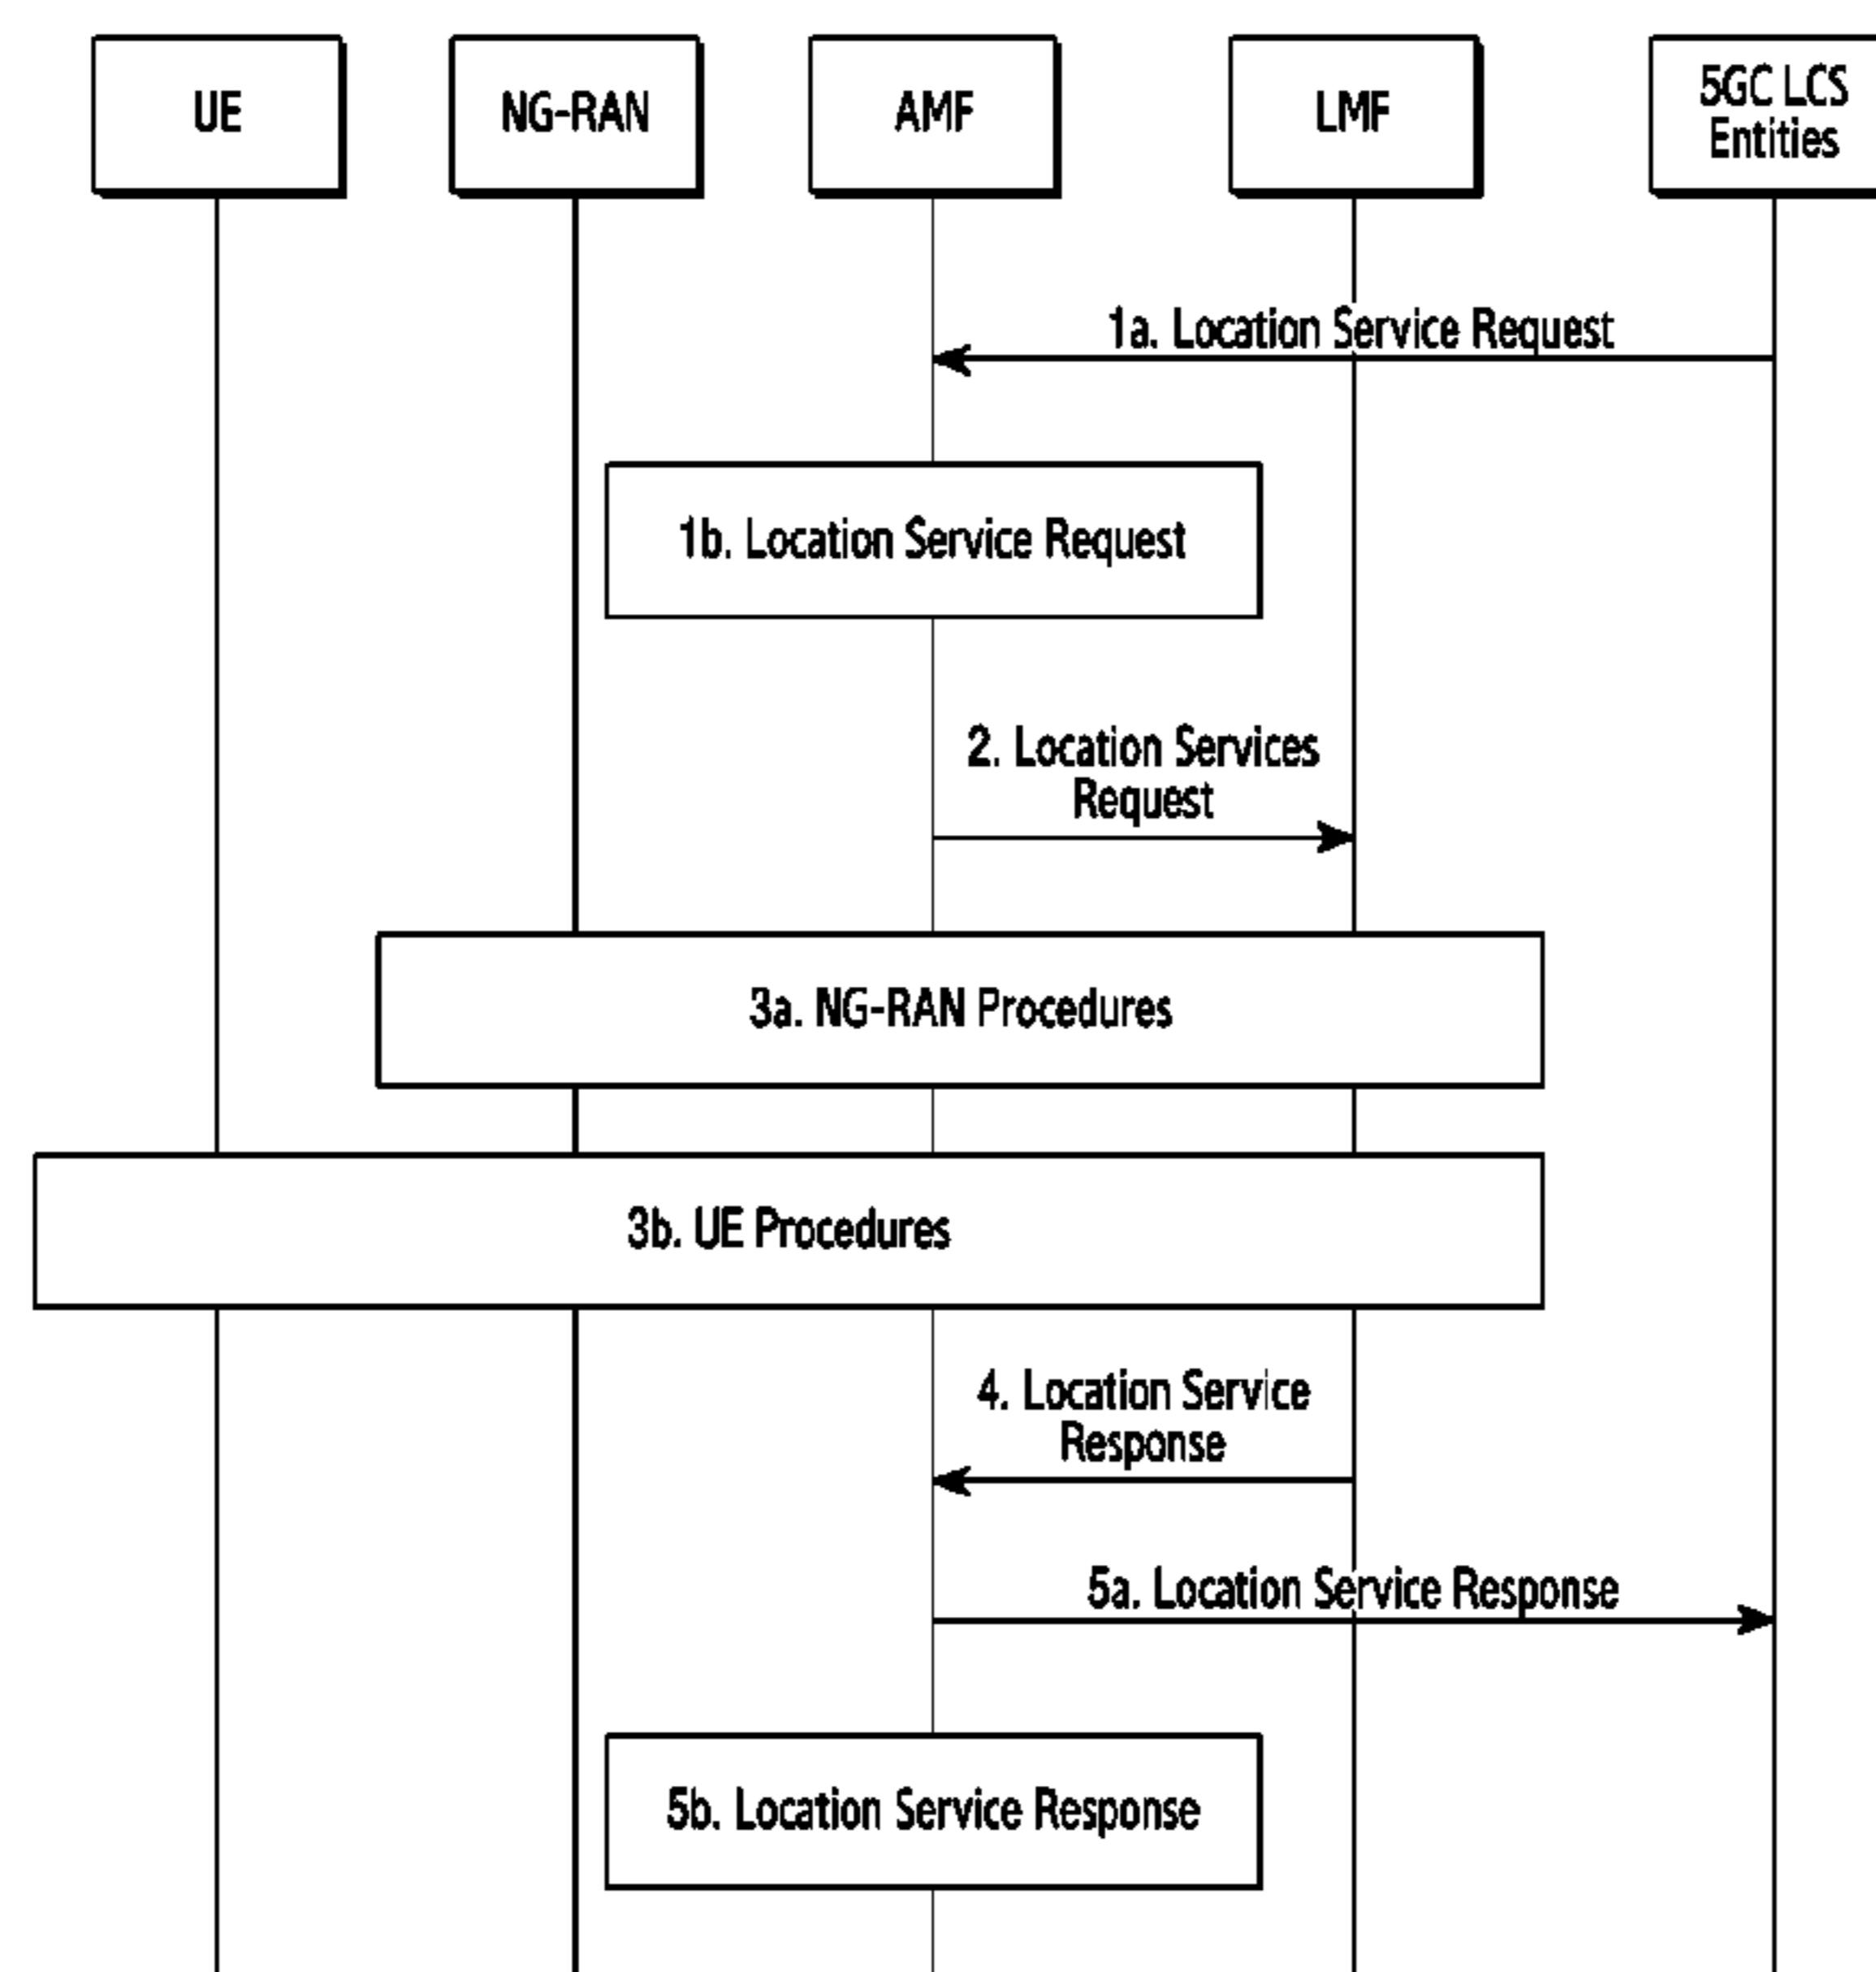 UE
NG-RAN
AMF
LMF
5GC LCS
Entities
1a. Location Service Request
1b. Location Service Request
2. Location Services
Request
3a. NG-RAN Procedures
3b. UE Procedures
4. Location Service
Response
5a. Location Service Response
5b. Location Service Response